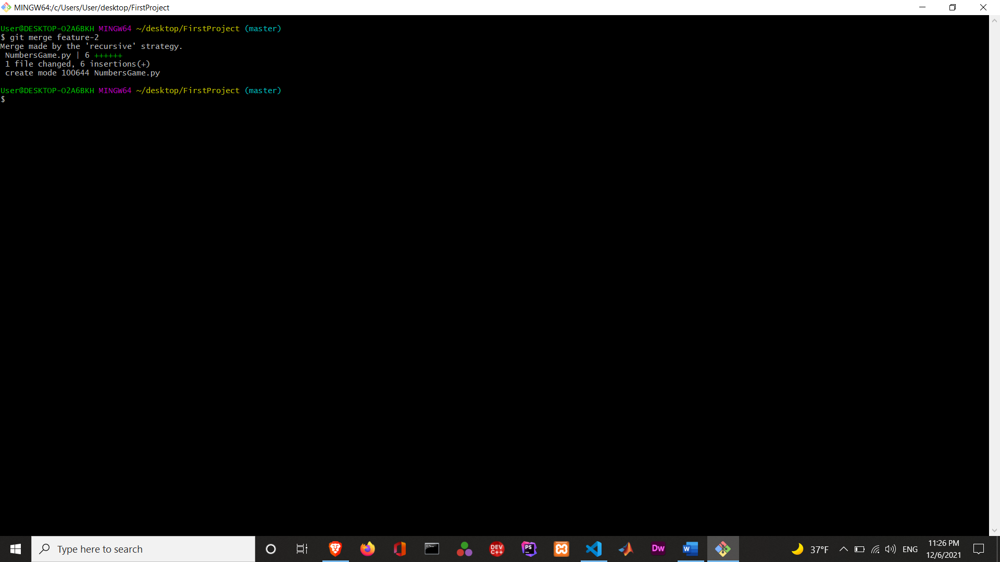 MINGW64:/c/Users/User/desktop/FirstProject
User@DESKTOP-O2A6BKH MINGW64 ~/desktop/FirstProject (master)
$ git merge feature-2
Merge made by the 'recursive' strategy.
 NumbersGame.py | 6 ++++++
 1 file changed, 6 insertions(+)
 create mode 100644 NumbersGame.py
User@DESKTOP-O2A6BKH MINGW64 ~/desktop/FirstProject (master)
$
Type here to search
DEV C++
PS
Dw
W
37°F
ENG
11:26 PM
12/6/2021